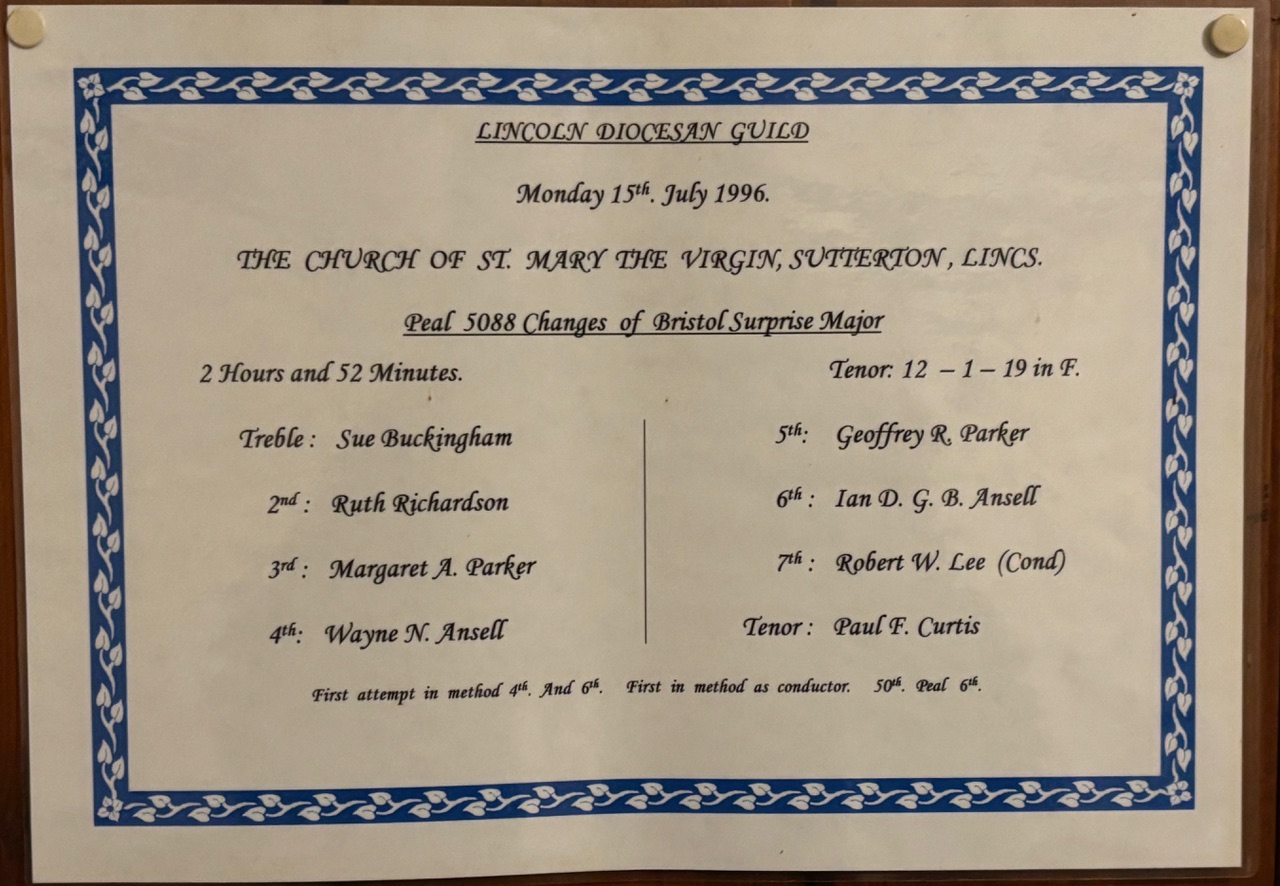 LINCOLN DIOCESAN GUILD
Monday 15th. July 1996.
THE CHURCH OF ST. MARY THE VIRGIN, SUTTERTON, LINCS.
Peal 5088 Changes of Bristol Surprise Major
2 Hours and 52 Minutes. Tenor: 12 – 1 – 19 in F.
Treble : Sue Buckingham
2nd : Ruth Richardson
3rd : Margaret A. Parker
4th: Wayne N. Ansell
5th: Geoffrey R. Parker
6th : Ian D. G. B. Ansell
7th : Robert W. Lee (Cond)
Tenor : Paul F. Curtis
First attempt in method 4th. And 6th. First in method as conductor. 50th. Peal 6th.